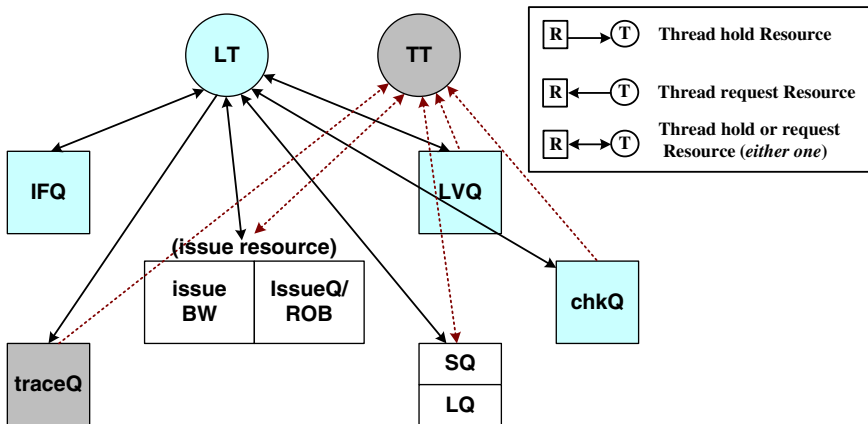 LT
TT
R
T
Thread hold Resource
R
T
Thread request Resource
R
T
Thread hold or request
Resource (either one)
IFQ
LVQ
(issue resource)
issue
BW
IssueQ/
ROB
chkQ
traceQ
SQ
LQ